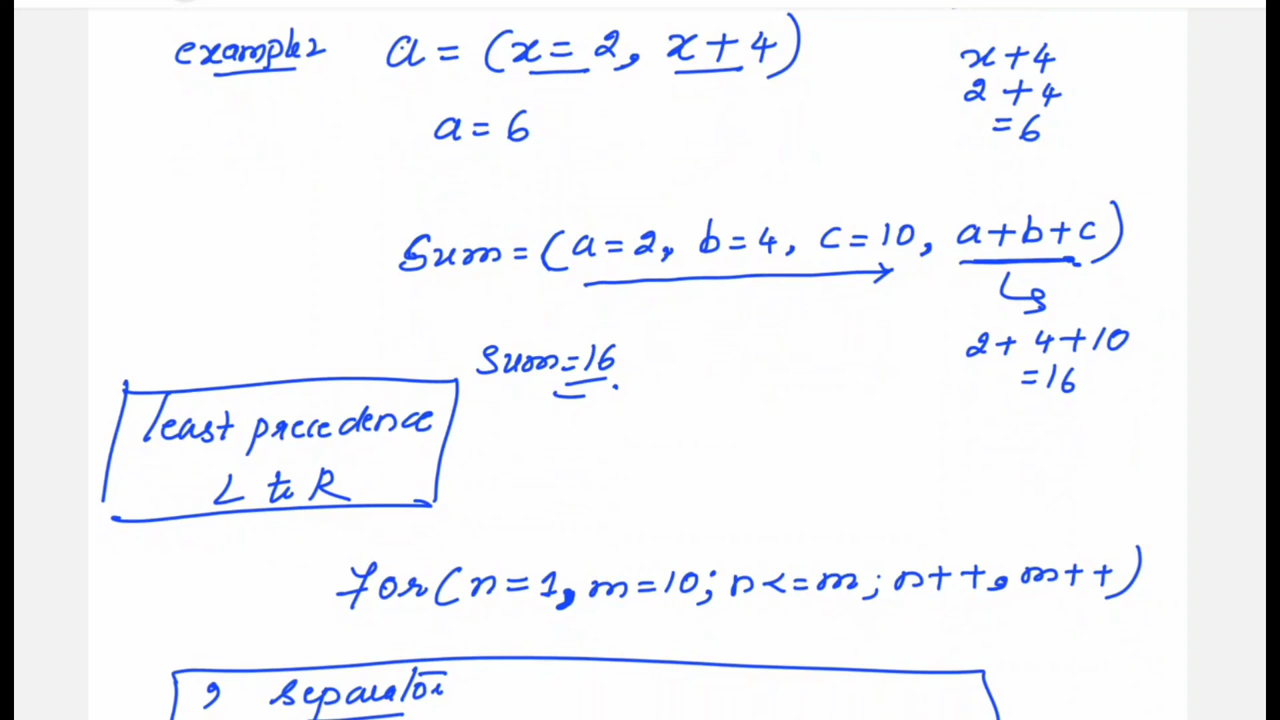 example a = (x = 2, x + 4)
x + 4
2 + 4
= 6
a = 6
Sum = (a = 2, b = 4, c = 10, a + b + c)
2 + 4 + 10
= 16
Sum = 16.
least precedence
L to R
for(n = 1, m = 10; n <= m; n++, m++)
, separator